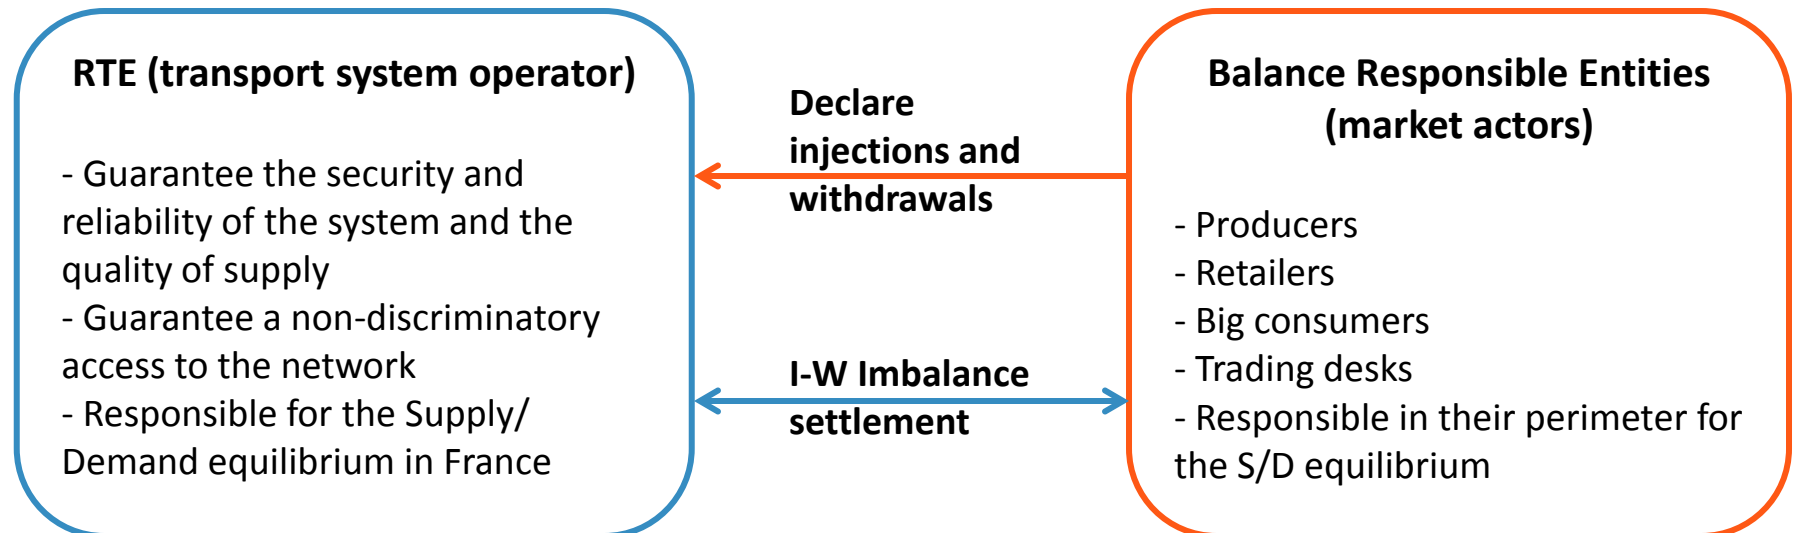 RTE (transport system operator)
- Guarantee the security and
reliability of the system and the
quality of supply
- Guarantee a non-discriminatory
access to the network
- Responsible for the Supply/
Demand equilibrium in France
Declare
injections and
withdrawals
I-W Imbalance
settlement
Balance Responsible Entities
(market actors)
- Producers
- Retailers
- Big consumers
- Trading desks
- Responsible in their perimeter for
the S/D equilibrium